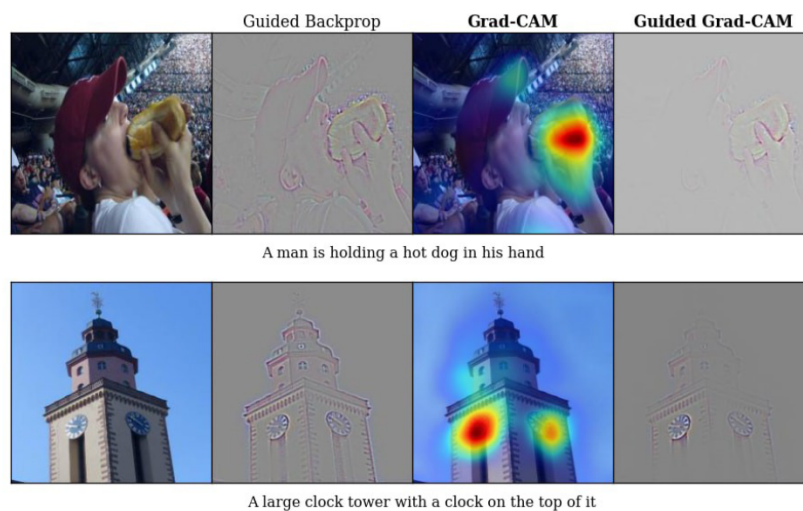 Guided Backprop Grad-CAM Guided Grad-CAM
A man is holding a hot dog in his hand
A large clock tower with a clock on the top of it